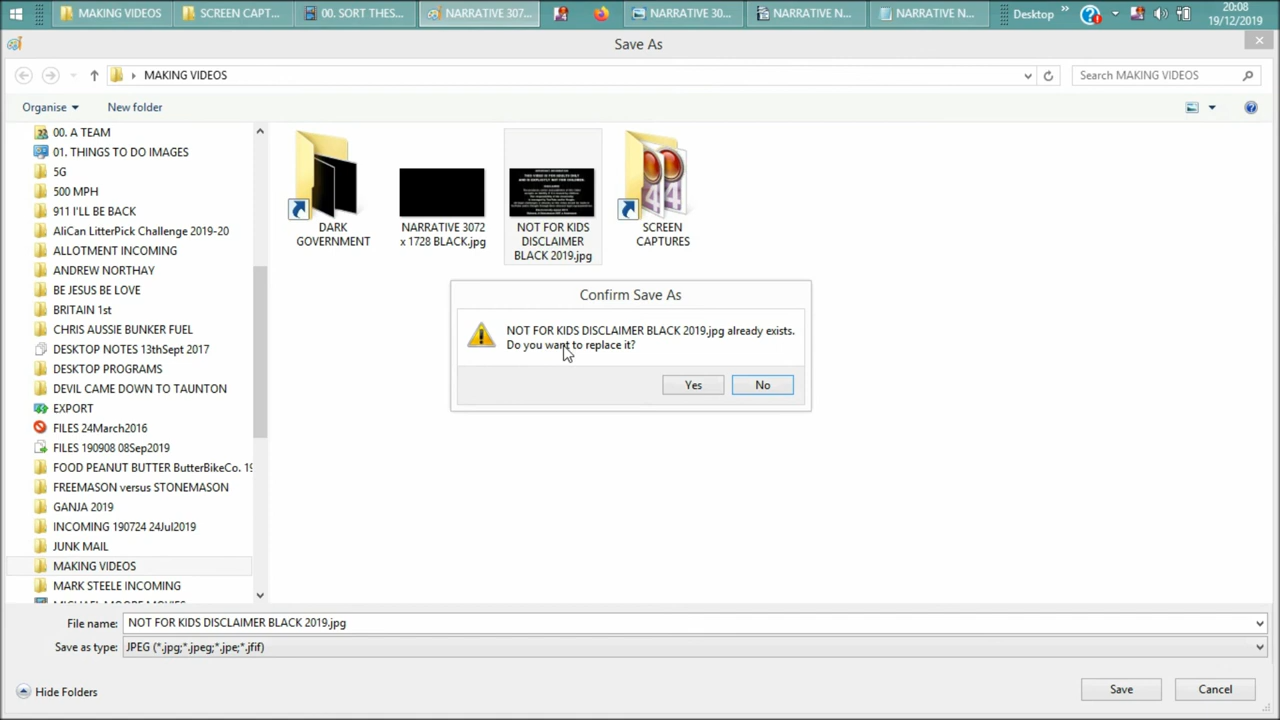 MAKING VIDEOS
SCREEN CAPT...
00. SORT THES...
NARRATIVE 307...
NARRATIVE 30...
NARRATIVE N...
NARRATIVE N...
Desktop
20:08
19/12/2019
Save As
MAKING VIDEOS
Search MAKING VIDEOS
Organise
New folder
00. A TEAM
01. THINGS TO DO IMAGES
5G
500 MPH
911 I'LL BE BACK
AliCan LitterPick Challenge 2019-20
ALLOTMENT INCOMING
ANDREW NORTHAY
BE JESUS BE LOVE
BRITAIN 1st
CHRIS AUSSIE BUNKER FUEL
DESKTOP NOTES 13thSept 2017
DESKTOP PROGRAMS
DEVIL CAME DOWN TO TAUNTON
EXPORT
FILES 24March2016
FILES 190908 08Sep2019
FOOD PEANUT BUTTER ButterBikeCo. 19
FREEMASON versus STONEMASON
GANJA 2019
INCOMING 190724 24Jul2019
JUNK MAIL
MAKING VIDEOS
MARK STEELE INCOMING
MICHAEL MOORE MOVIES
DARK
GOVERNMENT
NARRATIVE 3072
x 1728 BLACK.jpg
NOT FOR KIDS
DISCLAIMER
BLACK 2019.jpg
SCREEN
CAPTURES
Confirm Save As
NOT FOR KIDS DISCLAIMER BLACK 2019.jpg already exists.
Do you want to replace it?
Yes
No
File name:
NOT FOR KIDS DISCLAIMER BLACK 2019.jpg
Save as type:
JPEG (*.jpg;*.jpeg;*.jpe;*.jfif)
Hide Folders
Save
Cancel